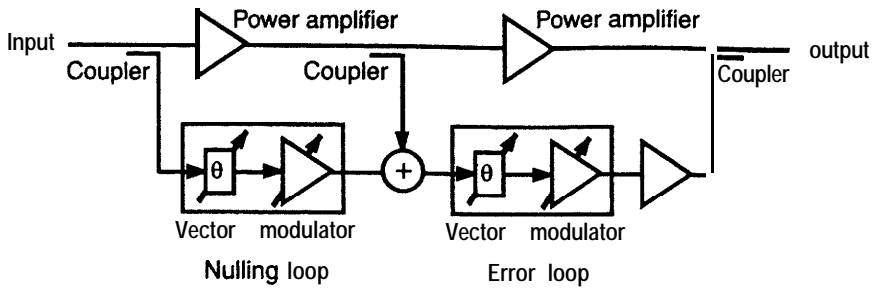 Power amplifier
Power amplifier
Input
output
Coupler
Coupler
Coupler
θ
+
θ
Vector modulator
Vector modulator
Nulling loop
Error loop